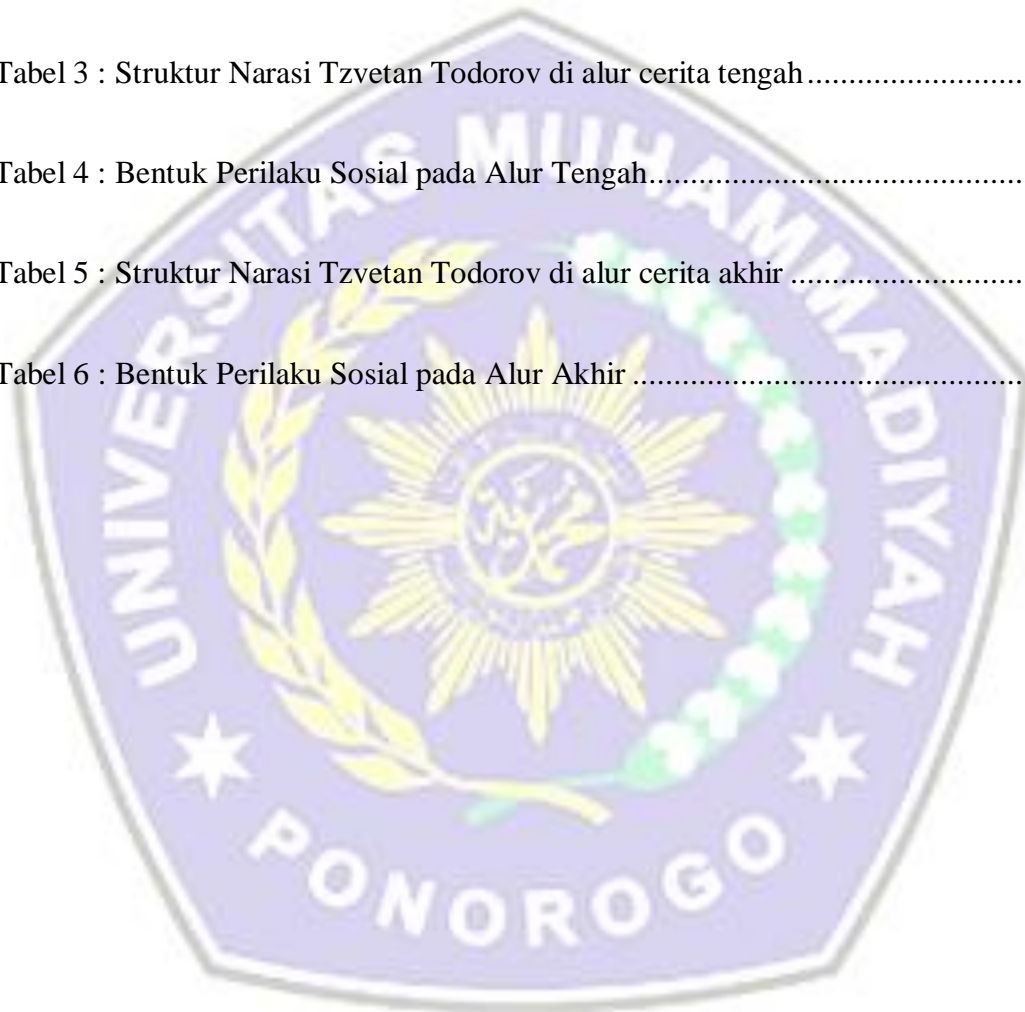 Tabel 3 : Struktur Narasi Tzvetan Todorov di alur cerita tengah............................
Tabel 4 : Bentuk Perilaku Sosial pada Alur Tengah...............................................
Tabel 5 : Struktur Narasi Tzvetan Todorov di alur cerita akhir ..............................
Tabel 6 : Bentuk Perilaku Sosial pada Alur Akhir .................................................
UNIVERSITAS MUHAMMADIYAH
PONOROGO